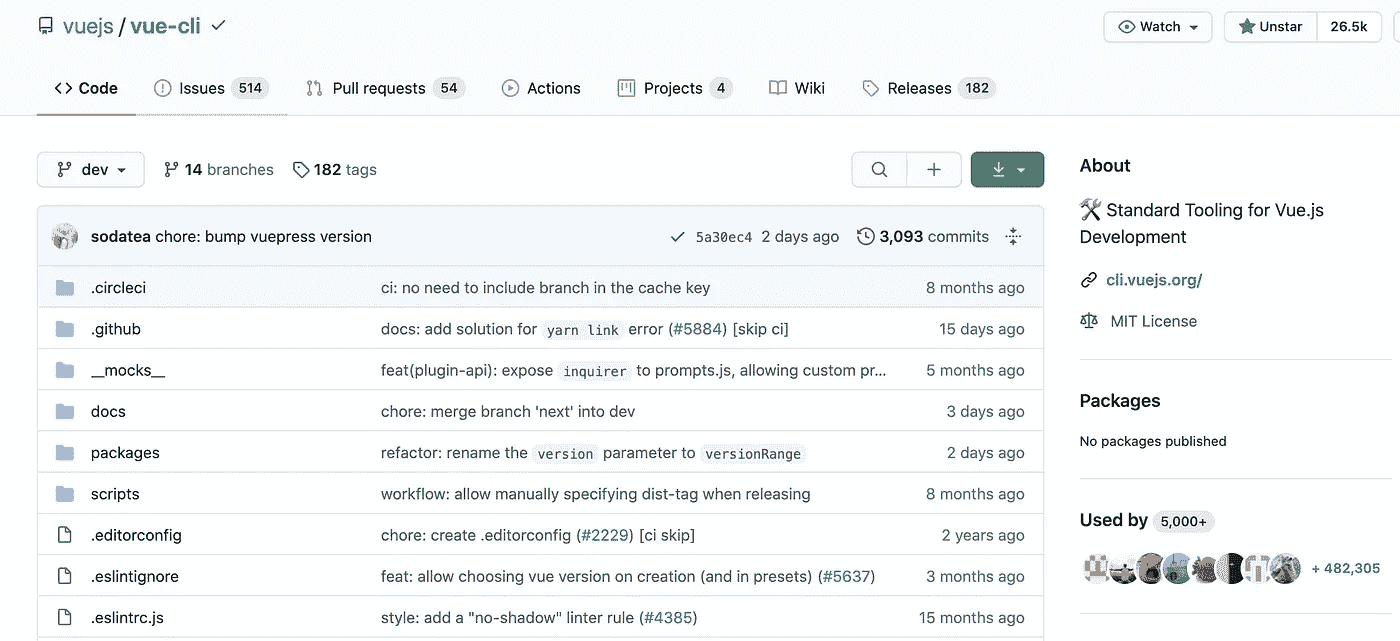 vuejs / vue-cli
Watch
Unstar 26.5k
Code
Issues 514
Pull requests 54
Actions
Projects 4
Wiki
Releases 182
dev
14 branches
182 tags
sodatea chore: bump vuepress version 5a30ec4 2 days ago 3,093 commits
.circleci ci: no need to include branch in the cache key 8 months ago
.github docs: add solution for yarn link error (#5884) [skip ci] 15 days ago
__mocks__ feat(plugin-api): expose inquirer to prompts.js, allowing custom pr... 5 months ago
docs chore: merge branch 'next' into dev 3 days ago
packages refactor: rename the version parameter to versionRange 2 days ago
scripts workflow: allow manually specifying dist-tag when releasing 8 months ago
.editorconfig chore: create .editorconfig (#2229) [ci skip] 2 years ago
.eslintignore feat: allow choosing vue version on creation (and in presets) (#5637) 3 months ago
.eslintrc.js style: add a "no-shadow" linter rule (#4385) 15 months ago
About
🛠 Standard Tooling for Vue.js
Development
cli.vuejs.org/
MIT License
Packages
No packages published
Used by 5,000+
+ 482,305